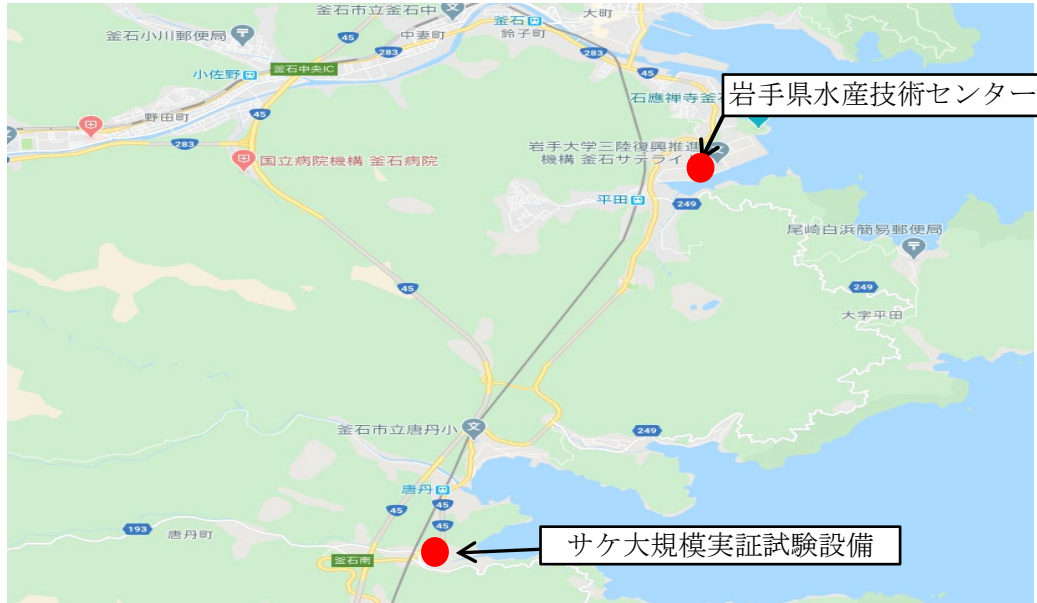 釜石市立釜石中
釜石
大町
釜石小川郵便局
45
中妻町
鈴子町
283
283
釜石中央IC
45
小佐野
石應禅寺釜石
岩手県水産技術センター
45
野田町
283
岩手大学三陸復興推進
機構 釜石サテライ
国立病院機構 釜石病院
平田
249
尾崎白浜簡易郵便局
45
249
大字平田
釜石市立唐丹小
249
唐丹
45
45
193
唐丹町
45
サケ大規模実証試験設備
釜石南